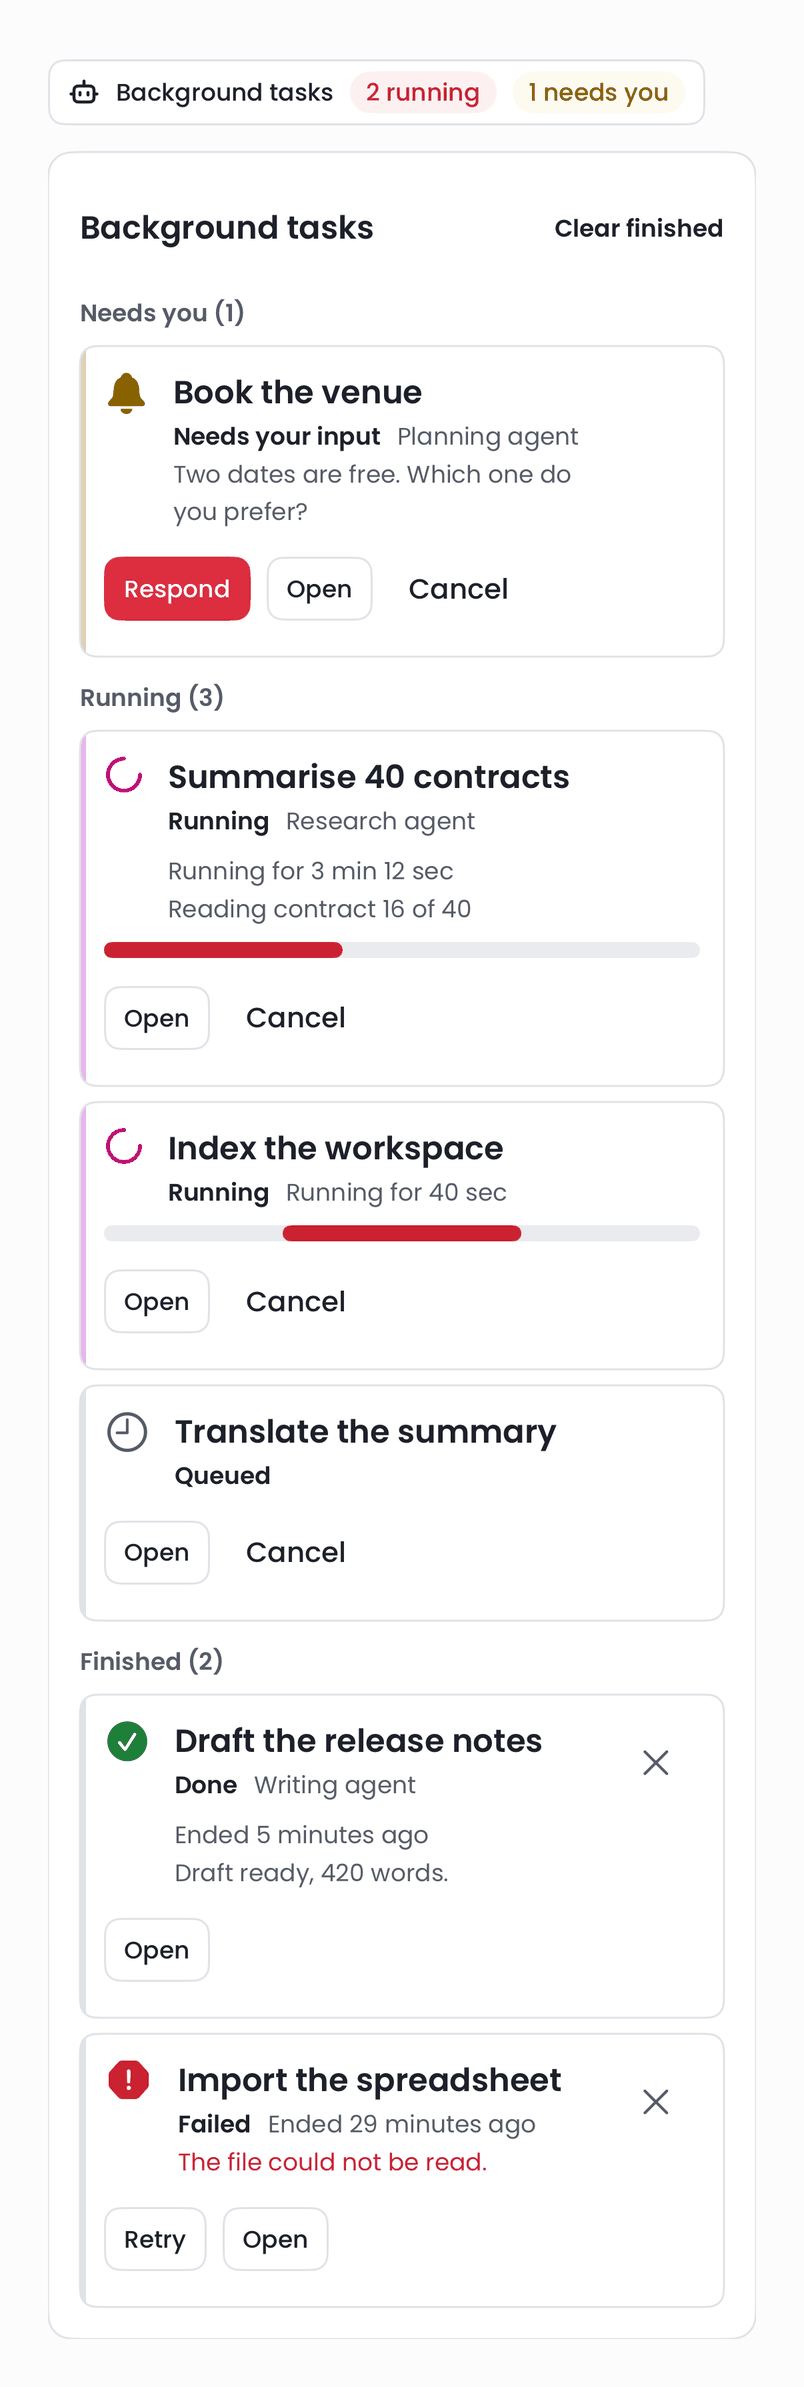 Background tasks 2 running 1 needs you
Background tasks Clear finished
Needs you (1)
Book the venue
Needs your input Planning agent
Two dates are free. Which one do
you prefer?
Respond Open Cancel
Running (3)
Summarise 40 contracts
Running Research agent
Running for 3 min 12 sec
Reading contract 16 of 40
Open Cancel
Index the workspace
Running Running for 40 sec
Open Cancel
Translate the summary
Queued
Open Cancel
Finished (2)
Draft the release notes
Done Writing agent
Ended 5 minutes ago
Draft ready, 420 words.
Open
Import the spreadsheet
Failed Ended 29 minutes ago
The file could not be read.
Retry Open